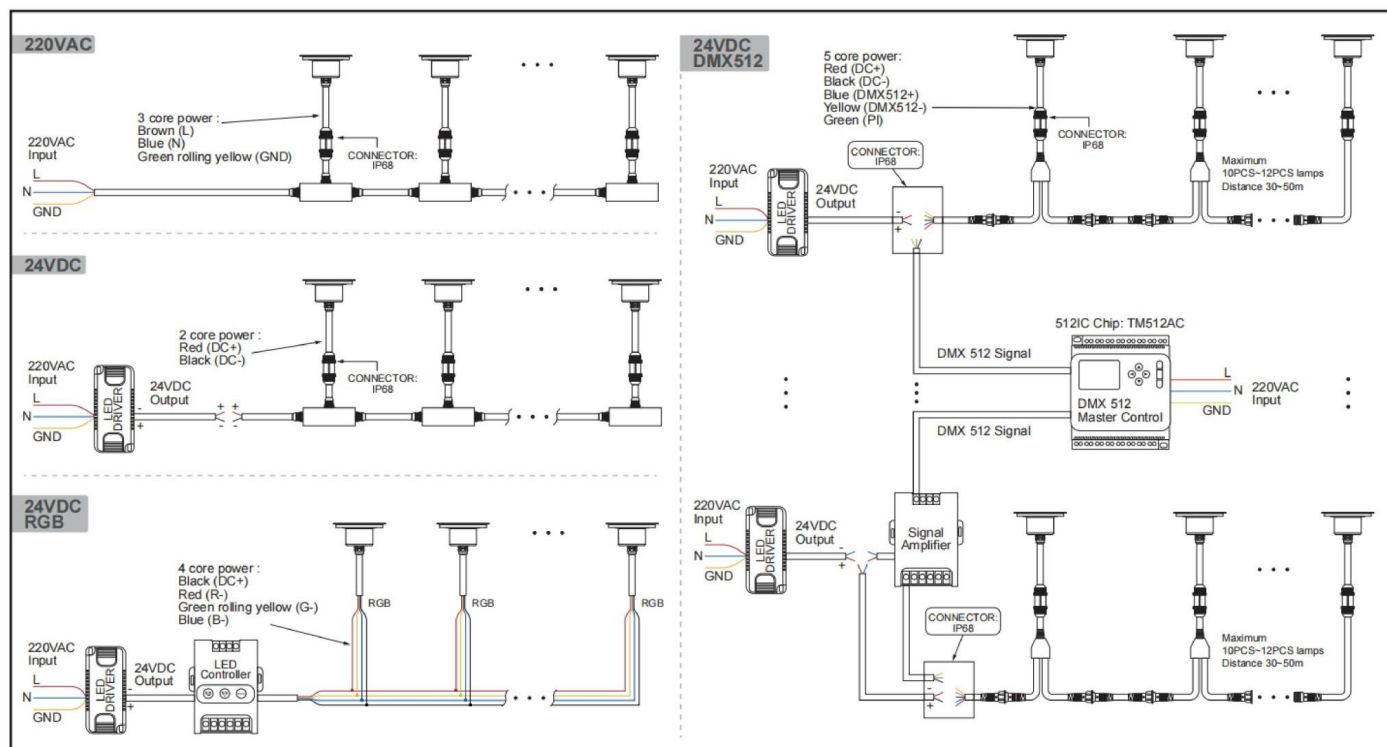 220VAC
3 core power :
Brown (L)
Blue (N)
Green rolling yellow (GND)
CONNECTOR:
IP68
220VAC
Input
L
N
GND
24VDC
2 core power :
Red (DC+)
Black (DC-)
CONNECTOR:
IP68
220VAC
Input
L
N
GND
LED
DRIVER
24VDC
Output
-
+
+ +
- -
24VDC
RGB
4 core power :
Black (DC+)
Red (R-)
Green rolling yellow (G-)
Blue (B-)
RGB
RGB
RGB
220VAC
Input
L
N
GND
LED
DRIVER
24VDC
Output
-
+
LED
Controller
24VDC
DMX512
5 core power :
Red (DC+)
Black (DC-)
Blue (DMX512+)
Yellow (DMX512-)
Green (PI)
CONNECTOR:
IP68
CONNECTOR:
IP68
Maximum
10PCS~12PCS lamps
Distance 30~50m
220VAC
Input
L
N
GND
LED
DRIVER
24VDC
Output
-
+
512IC Chip: TM512AC
DMX 512 Signal
DMX 512
Master Control
L
N
GND
220VAC
Input
DMX 512 Signal
220VAC
Input
L
N
GND
LED
DRIVER
24VDC
Output
-
+
Signal
Amplifier
CONNECTOR:
IP68
-
+
Maximum
10PCS~12PCS lamps
Distance 30~50m